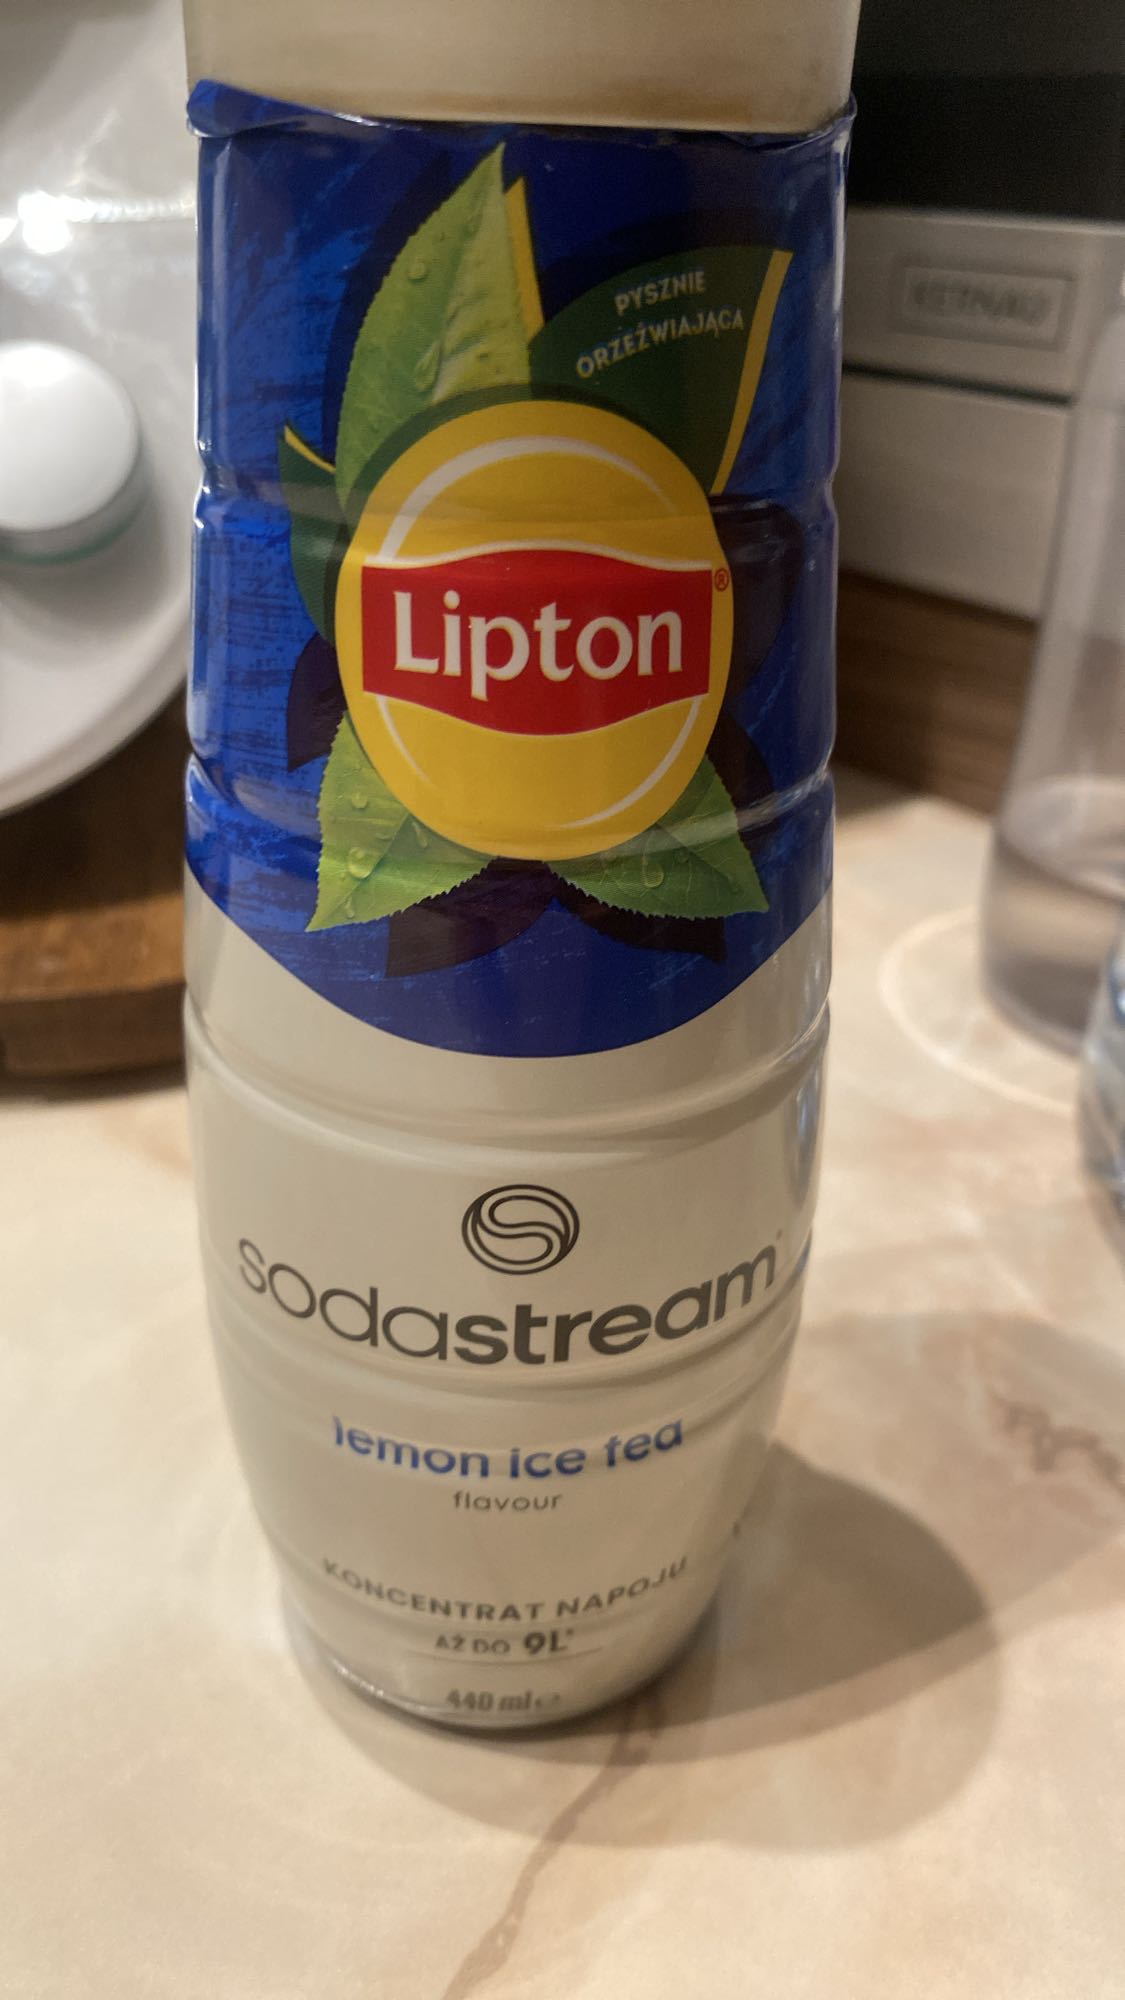 PYSZNIE
ORZEŹWIAJĄCA
Lipton®
sodastream
lemon ice tea
flavour
KONCENTRAT NAPOJU
AŻ DO 9L*
440 ml e